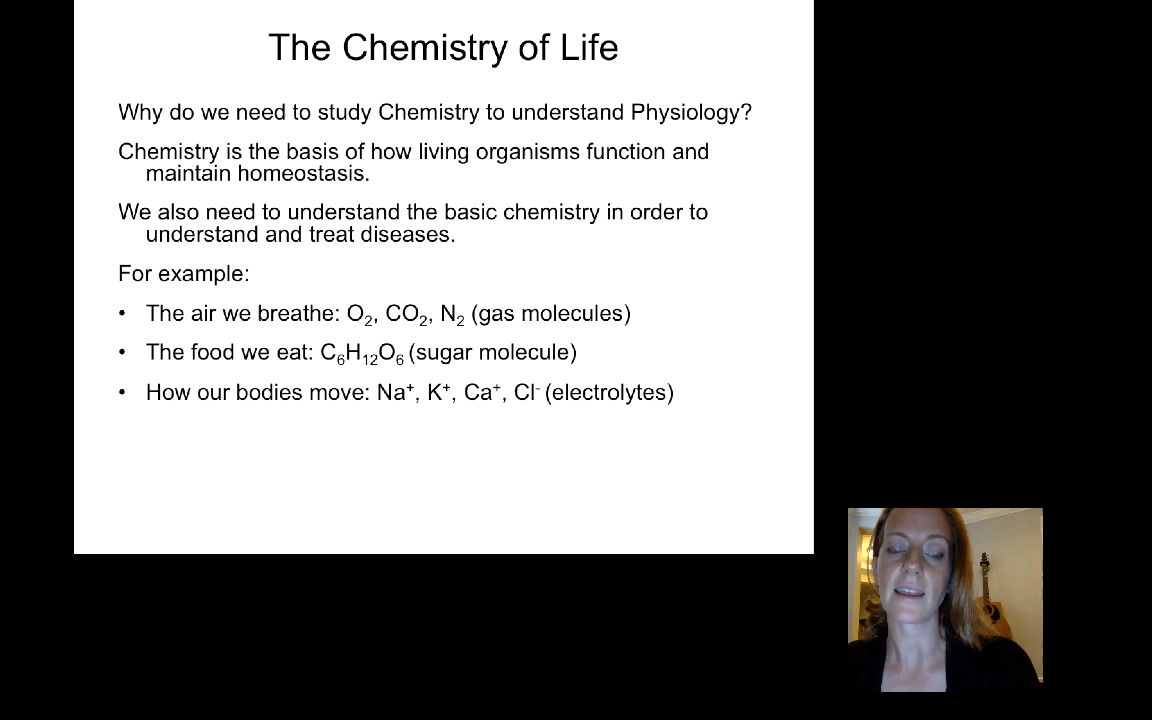 The Chemistry of Life
Why do we need to study Chemistry to understand Physiology?
Chemistry is the basis of how living organisms function and
maintain homeostasis.
We also need to understand the basic chemistry in order to
understand and treat diseases.
For example:
• The air we breathe: O₂, CO₂, N₂ (gas molecules)
• The food we eat: C₆H₁₂O₆ (sugar molecule)
• How our bodies move: Na⁺, K⁺, Ca⁺, Cl⁻ (electrolytes)